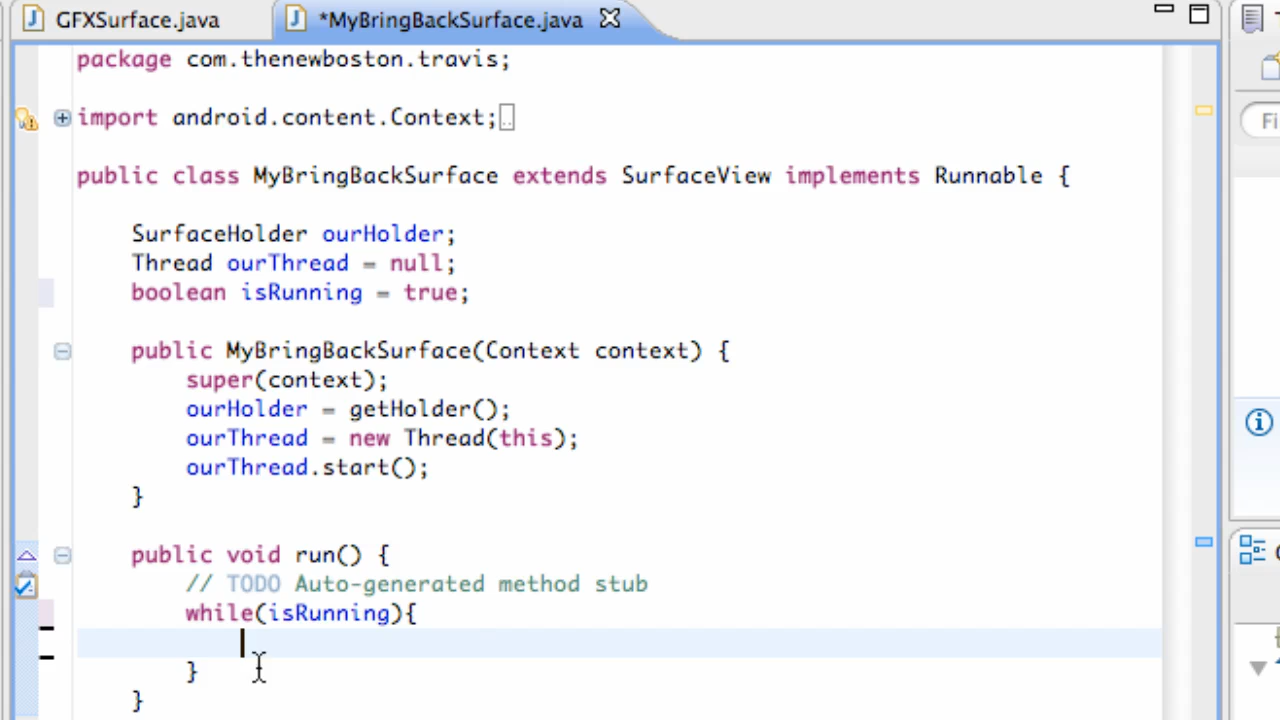 GFXSurface.java
*MyBringBackSurface.java
package com.thenewboston.travis;
import android.content.Context;
public class MyBringBackSurface extends SurfaceView implements Runnable {
SurfaceHolder ourHolder;
Thread ourThread = null;
boolean isRunning = true;
public MyBringBackSurface(Context context) {
super(context);
ourHolder = getHolder();
ourThread = new Thread(this);
ourThread.start();
}
public void run() {
// TODO Auto-generated method stub
while(isRunning){
}
}
Fi